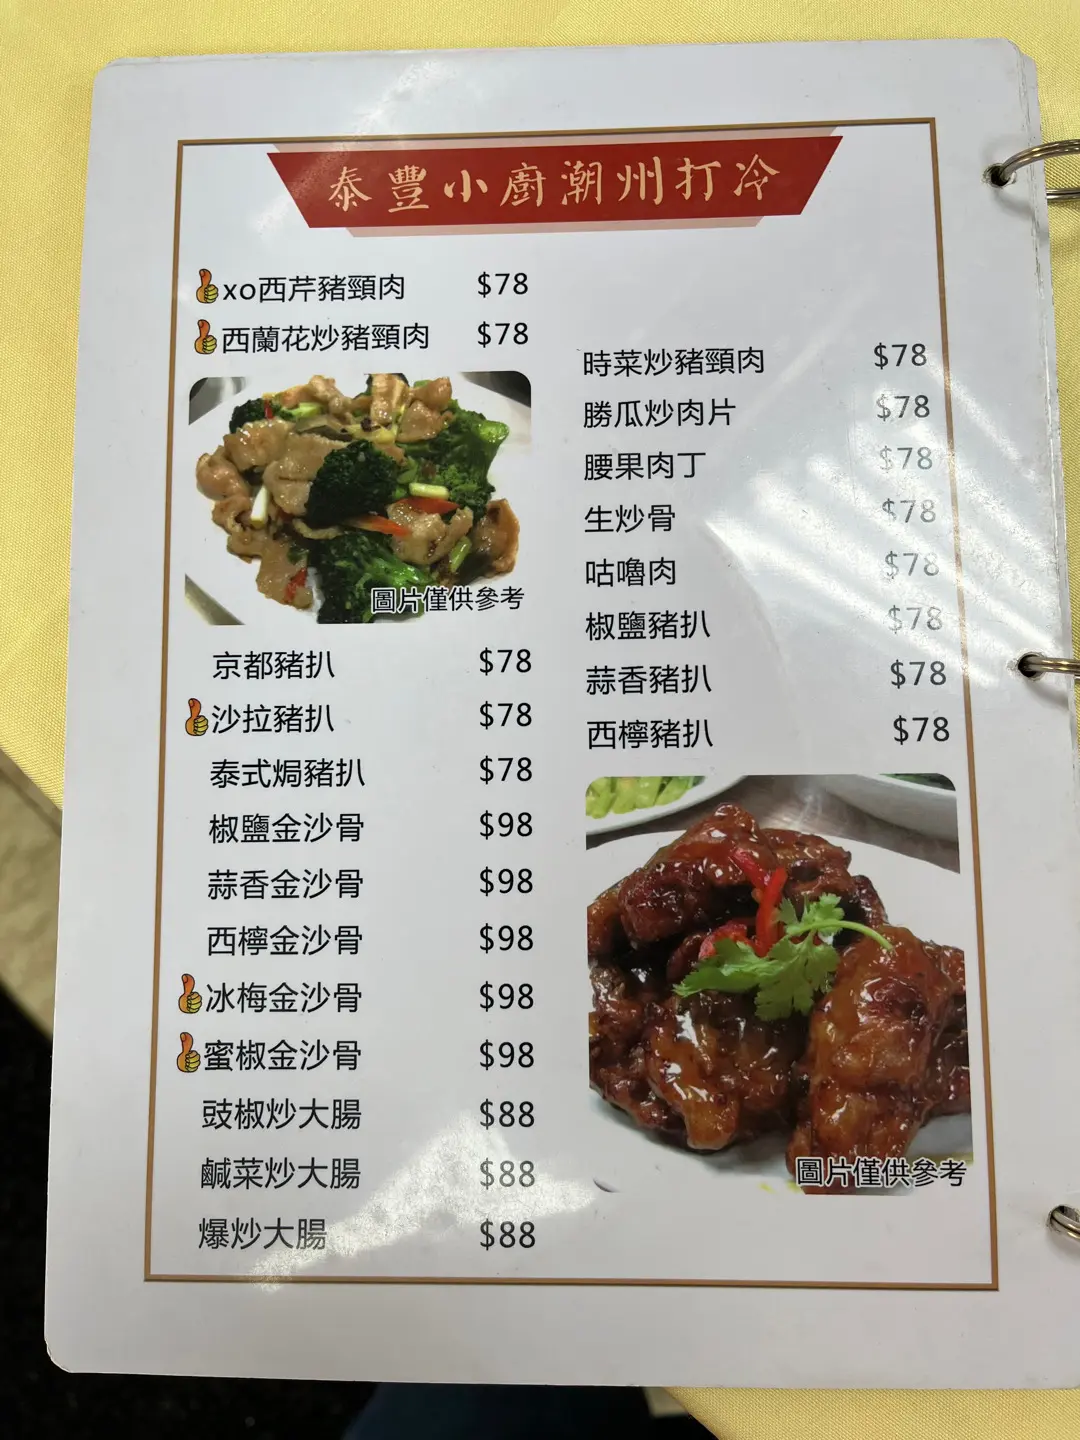 泰豐小廚潮州打冷
xo西芹豬頸肉 $78
西蘭花炒豬頸肉 $78
圖片僅供參考
京都豬扒 $78
沙拉豬扒 $78
泰式焗豬扒 $78
椒鹽金沙骨 $98
蒜香金沙骨 $98
西檸金沙骨 $98
冰梅金沙骨 $98
蜜椒金沙骨 $98
豉椒炒大腸 $88
鹹菜炒大腸 $88
爆炒大腸 $88
時菜炒豬頸肉 $78
勝瓜炒肉片 $78
腰果肉丁 $78
生炒骨 $78
咕嚕肉 $78
椒鹽豬扒 $78
蒜香豬扒 $78
西檸豬扒 $78
圖片僅供參考